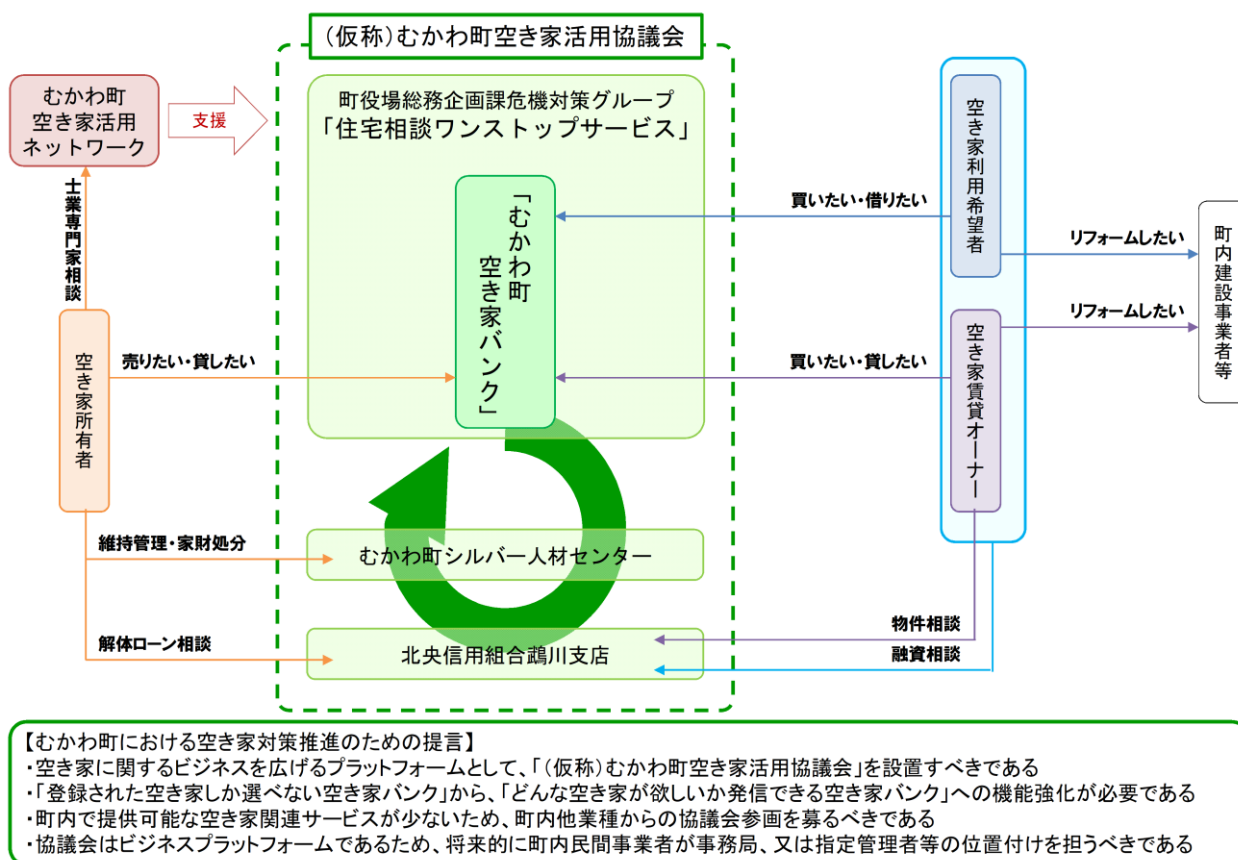 (仮称)むかわ町空き家活用協議会
むかわ町
空き家活用
ネットワーク
支援
町役場総務企画課危機対策グループ
「住宅相談ワンストップサービス」
「むかわ町
空き家バンク」
士業専門家相談
空き家所有者
売りたい・貸したい
維持管理・家財処分
解体ローン相談
むかわ町シルバー人材センター
北央信用組合鵡川支店
空き家利用希望者
買いたい・借りたい
リフォームしたい
空き家賃貸オーナー
買いたい・貸したい
リフォームしたい
町内建設事業者等
物件相談
融資相談
【むかわ町における空き家対策推進のための提言】
・空き家に関するビジネスを広げるプラットフォームとして、「(仮称)むかわ町空き家活用協議会」を設置すべきである
・「登録された空き家しか選べない空き家バンク」から、「どんな空き家が欲しいか発信できる空き家バンク」への機能強化が必要である
・町内で提供可能な空き家関連サービスが少ないため、町内他業種からの協議会参画を募るべきである
・協議会はビジネスプラットフォームであるため、将来的に町内民間事業者が事務局、又は指定管理者等の位置付けを担うべきである